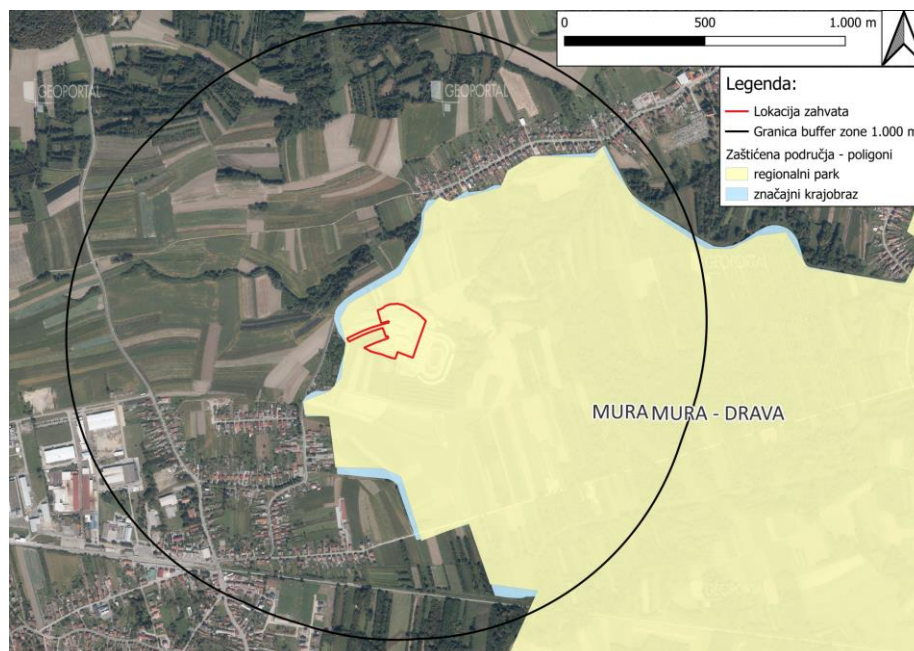 0 500 1.000 m
Legenda:
Lokacija zahvata
Granica buffer zone 1.000 m
Zaštićena područja - poligoni
regionalni park
značajni krajobraz
GEOPORTAL
GEOPORTAL
GEOPORTAL
MURA MURA - DRAVA